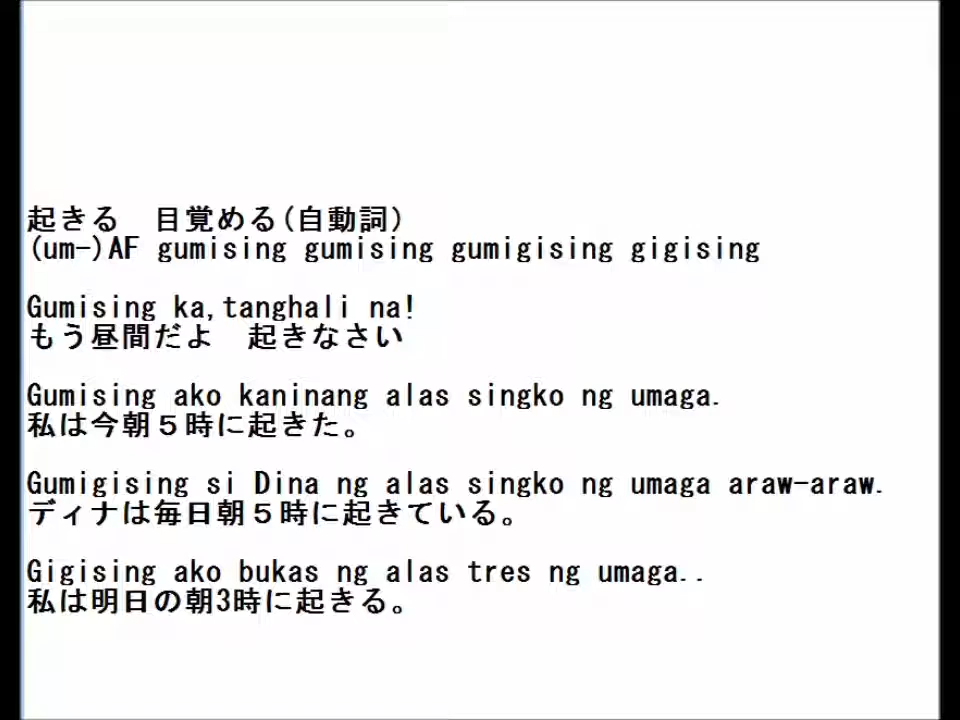 起きる　目覚める(自動詞)
(um-)AF gumising gumising gumigising gigising
Gumising ka,tanghali na!
もう昼間だよ　起きなさい
Gumising ako kaninang alas singko ng umaga.
私は今朝５時に起きた。
Gumigising si Dina ng alas singko ng umaga araw-araw.
ディナは毎日朝５時に起きている。
Gigising ako bukas ng alas tres ng umaga..
私は明日の朝3時に起きる。